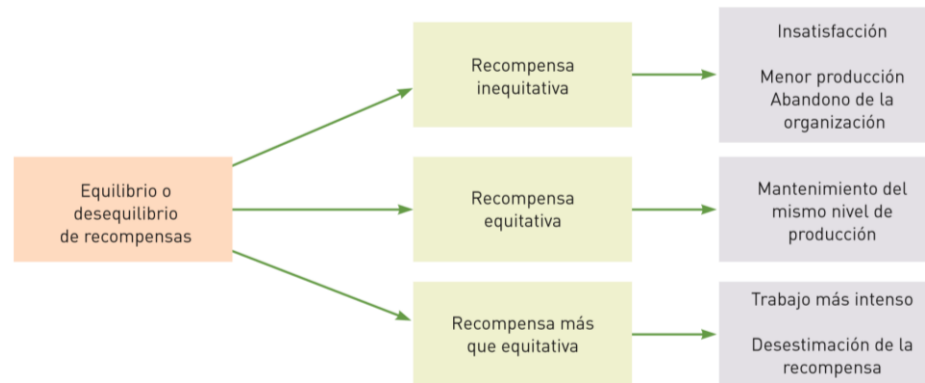 Equilibrio o
desequilibrio
de recompensas
Recompensa
inequitativa
Insatisfacción
Menor producción
Abandono de la
organización
Recompensa
equitativa
Mantenimiento del
mismo nivel de
producción
Recompensa más
que equitativa
Trabajo más intenso
Desestimación de la
recompensa